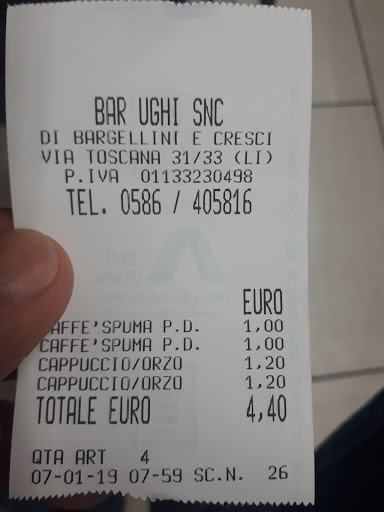 BAR UGHI SNC
DI BARGELLINI E CRESCI
VIA TOSCANA 31/33 (LI)
P.IVA 01133230498
TEL. 0586 / 405816
EURO
CAFFE'SPUMA P.D. 1,00
CAFFE'SPUMA P.D. 1,00
CAPPUCCIO/ORZO 1,20
CAPPUCCIO/ORZO 1,20
TOTALE EURO 4,40
QTA ART 4
07-01-19 07-59 SC.N. 26